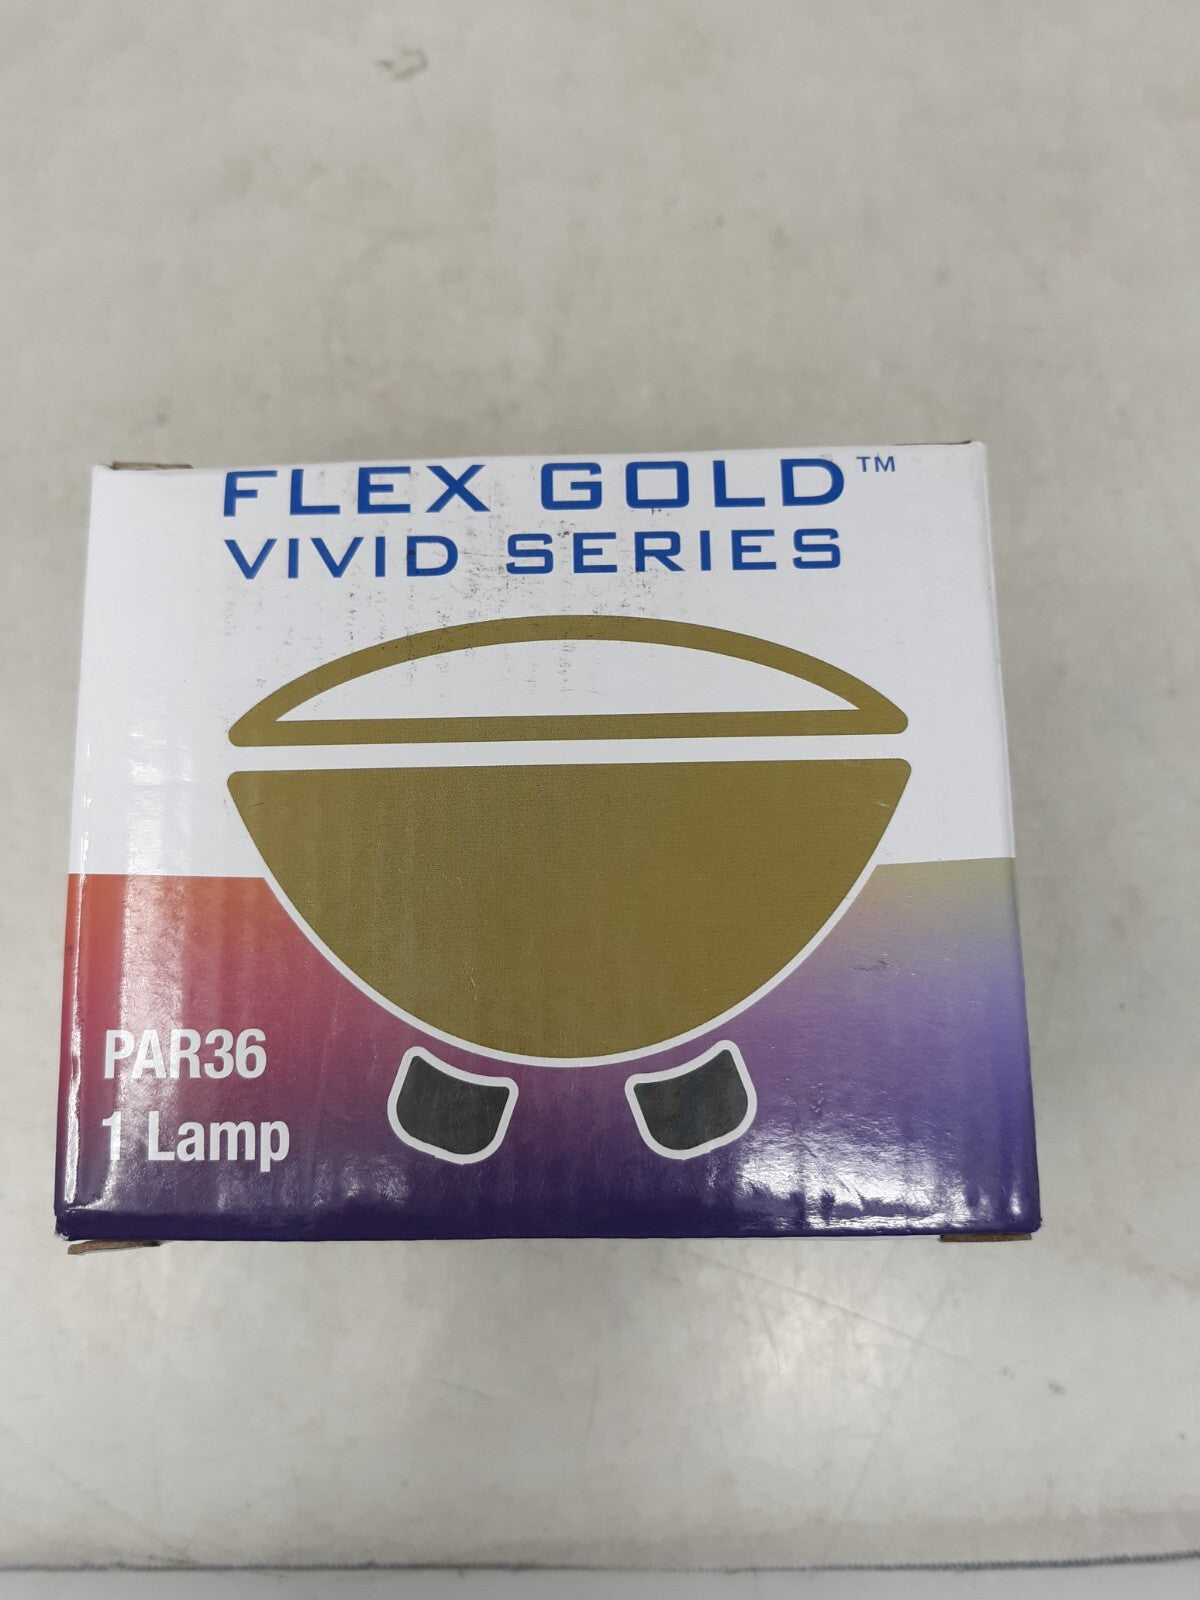 FLEX GOLD™
VIVID SERIES
PAR36
1 Lamp